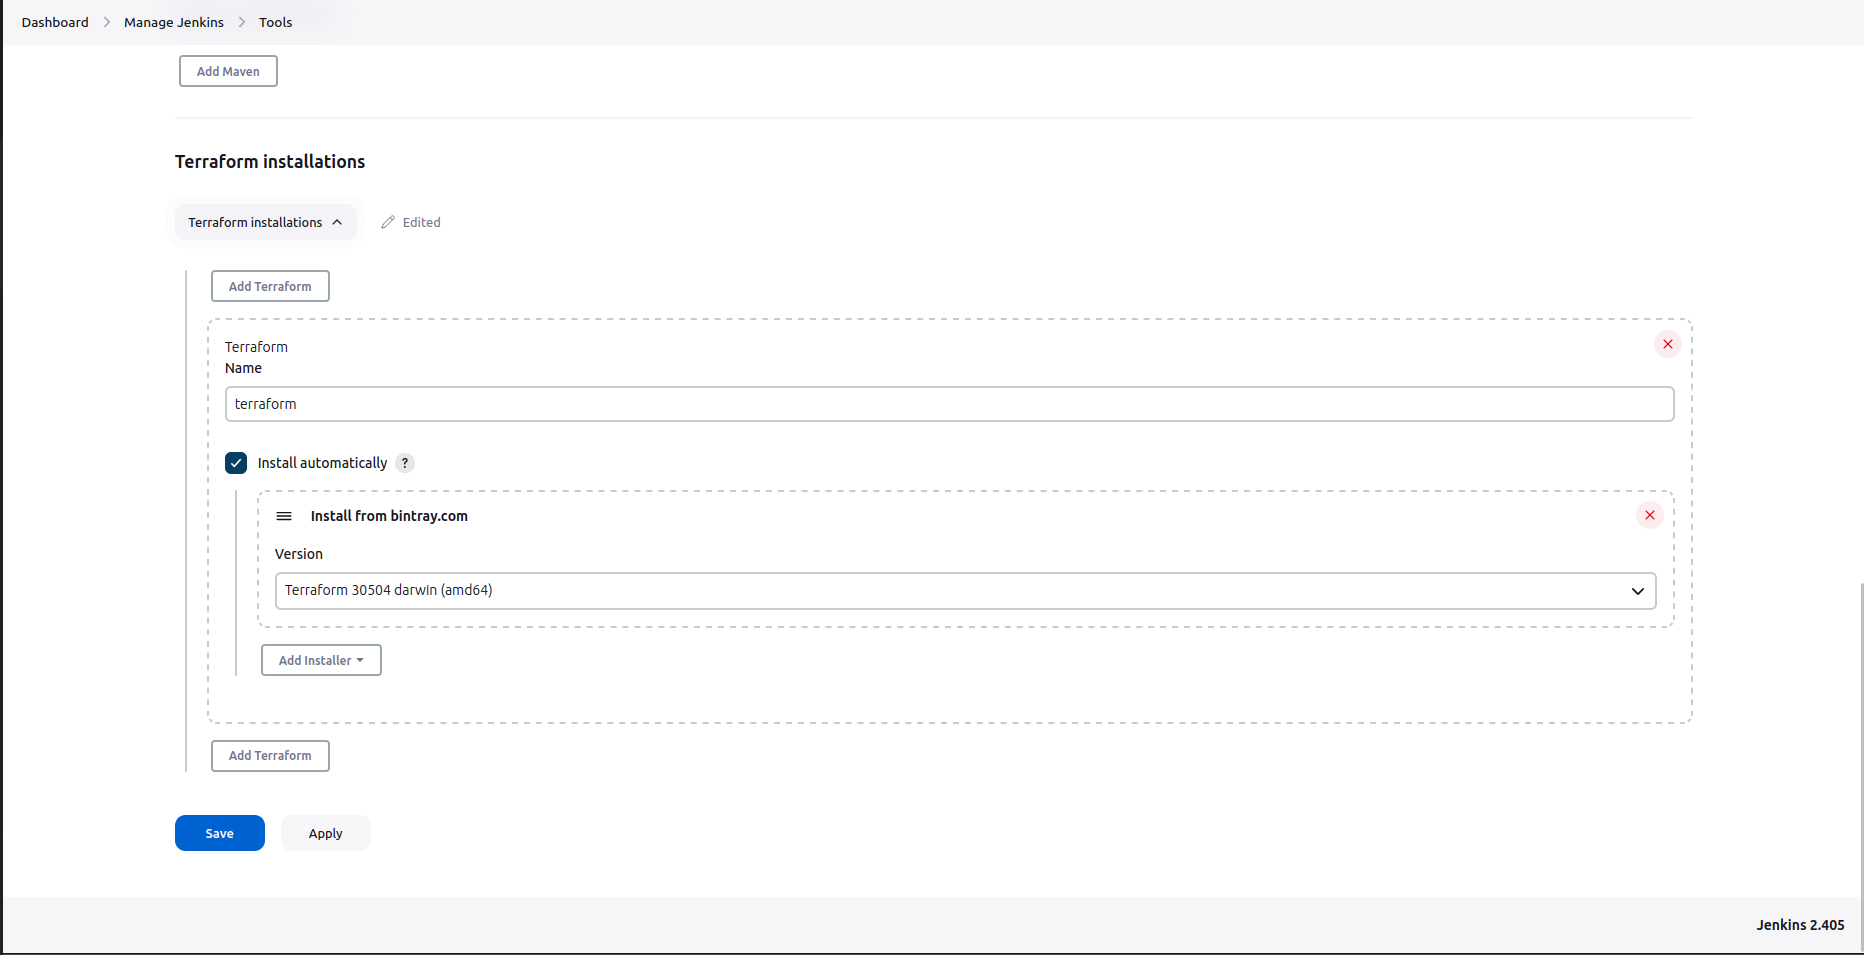 Dashboard > Manage Jenkins > Tools
Add Maven
Terraform installations
Terraform installations Edited
Add Terraform
Terraform
Name
terraform
Install automatically ?
Install from bintray.com
Version
Terraform 30504 darwin (amd64)
Add Installer
Add Terraform
Save Apply
Jenkins 2.405